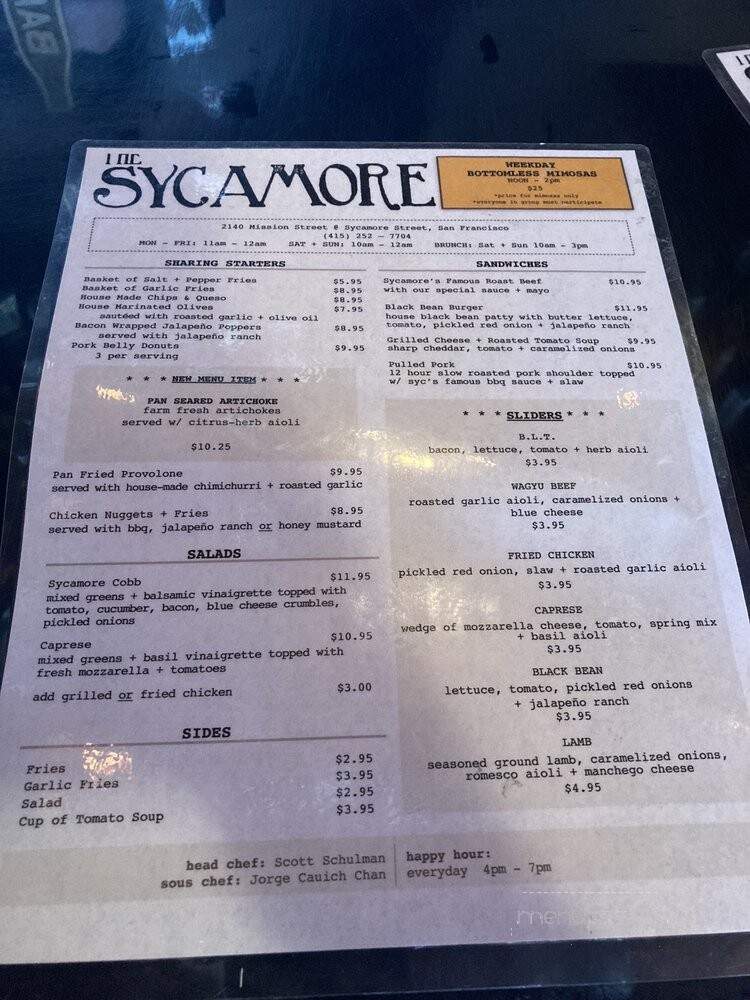 THE
SYCAMORE
WEEKDAY
BOTTOMLESS MIMOSAS
NOON - 2pm
$25
*price for mimosas only
*everyone in group must participate
2140 Mission Street @ Sycamore Street, San Francisco
(415) 252 - 7704
MON - FRI: 11am - 12am SAT + SUN: 10am - 12am BRUNCH: Sat + Sun 10am - 3pm
SHARING STARTERS
Basket of Salt + Pepper Fries $5.95
Basket of Garlic Fries $8.95
House Made Chips & Queso $8.95
House Marinated Olives $7.95
sautéed with roasted garlic + olive oil
Bacon Wrapped Jalapeño Poppers $8.95
served with jalapeño ranch
Pork Belly Donuts $9.95
3 per serving
* * * NEW MENU ITEM * * *
PAN SEARED ARTICHOKE
farm fresh artichokes
served w/ citrus-herb aioli
$10.25
Pan Fried Provolone $9.95
served with house-made chimichurri + roasted garlic
Chicken Nuggets + Fries $8.95
served with bbq, jalapeño ranch or honey mustard
SALADS
Sycamore Cobb $11.95
mixed greens + balsamic vinaigrette topped with
tomato, cucumber, bacon, blue cheese crumbles,
pickled onions
Caprese $10.95
mixed greens + basil vinaigrette topped with
fresh mozzarella + tomatoes
add grilled or fried chicken $3.00
SIDES
Fries $2.95
Garlic Fries $3.95
Salad $2.95
Cup of Tomato Soup $3.95
SANDWICHES
Sycamore's Famous Roast Beef $10.95
with our special sauce + mayo
Black Bean Burger $11.95
house black bean patty with butter lettuce,
tomato, pickled red onion + jalapeño ranch
Grilled Cheese + Roasted Tomato Soup $9.95
sharp cheddar, tomato + caramelized onions
Pulled Pork $10.95
12 hour slow roasted pork shoulder topped
w/ syc's famous bbq sauce + slaw
* * * SLIDERS * * *
B.L.T.
bacon, lettuce, tomato + herb aioli
$3.95
WAGYU BEEF
roasted garlic aioli, caramelized onions +
blue cheese
$3.95
FRIED CHICKEN
pickled red onion, slaw + roasted garlic aioli
$3.95
CAPRESE
wedge of mozzarella cheese, tomato, spring mix
+ basil aioli
$3.95
BLACK BEAN
lettuce, tomato, pickled red onions
+ jalapeño ranch
$3.95
LAMB
seasoned ground lamb, caramelized onions,
romesco aioli + manchego cheese
$4.95
head chef: Scott Schulman
sous chef: Jorge Cauich Chan
happy hour:
everyday 4pm - 7pm